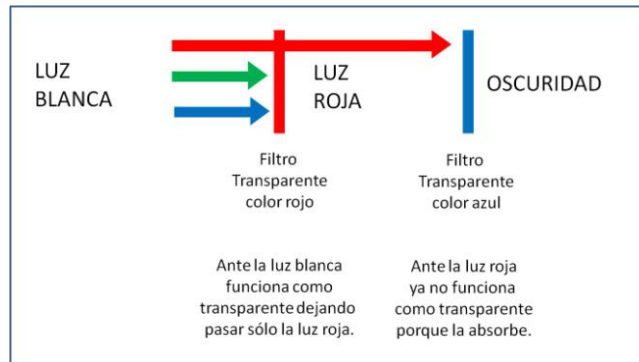 LUZ
BLANCA
LUZ
ROJA
OSCURIDAD
Filtro
Transparente
color rojo
Filtro
Transparente
color azul
Ante la luz blanca
funciona como
transparente dejando
pasar sólo la luz roja.
Ante la luz roja
ya no funciona
como transparente
porque la absorbe.